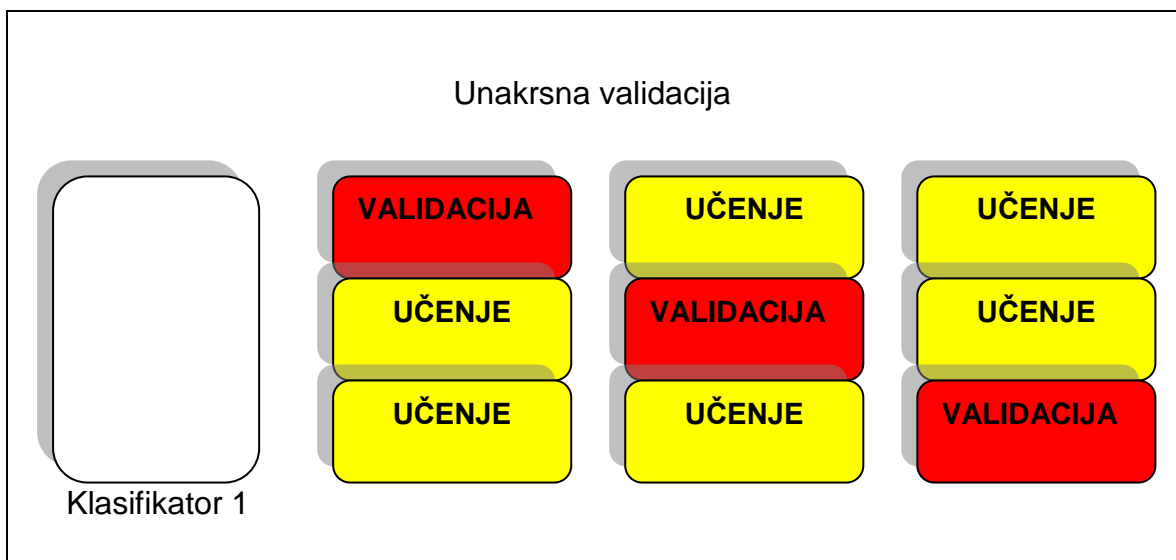 Unakrsna validacija
VALIDACIJA UČENJE UČENJE
UČENJE VALIDACIJA UČENJE
UČENJE UČENJE VALIDACIJA
Klasifikator 1